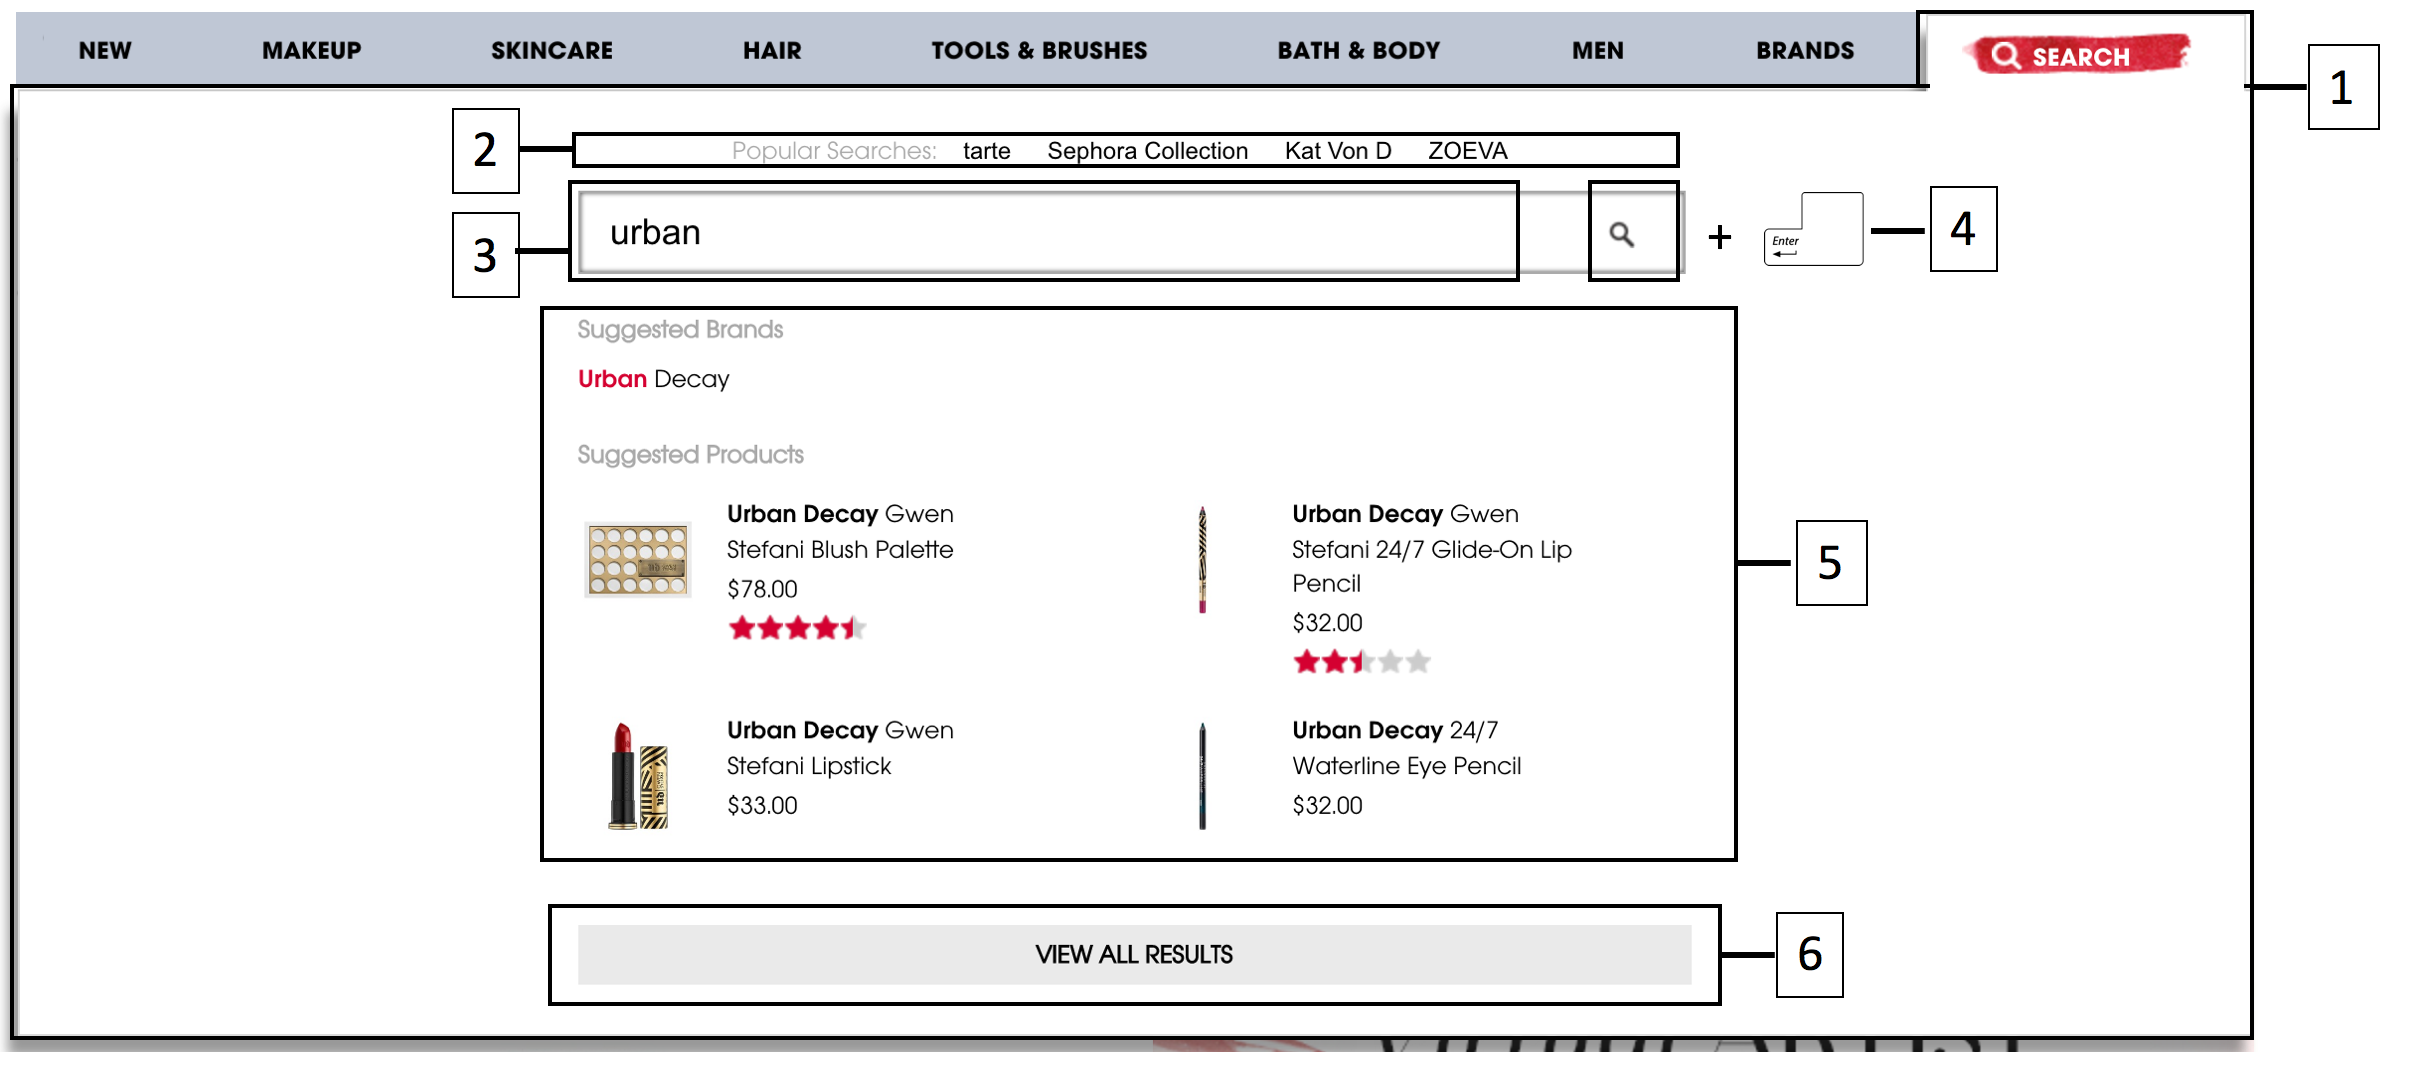 NEW MAKEUP SKINCARE HAIR TOOLS & BRUSHES BATH & BODY MEN BRANDS SEARCH
1
2
Popular Searches: tarte Sephora Collection Kat Von D ZOEVA
3
urban
+
Enter
4
Suggested Brands
Urban Decay
Suggested Products
Urban Decay Gwen
Stefani Blush Palette
$78.00
Urban Decay Gwen
Stefani 24/7 Glide-On Lip
Pencil
$32.00
5
Urban Decay Gwen
Stefani Lipstick
$33.00
Urban Decay 24/7
Waterline Eye Pencil
$32.00
VIEW ALL RESULTS
6